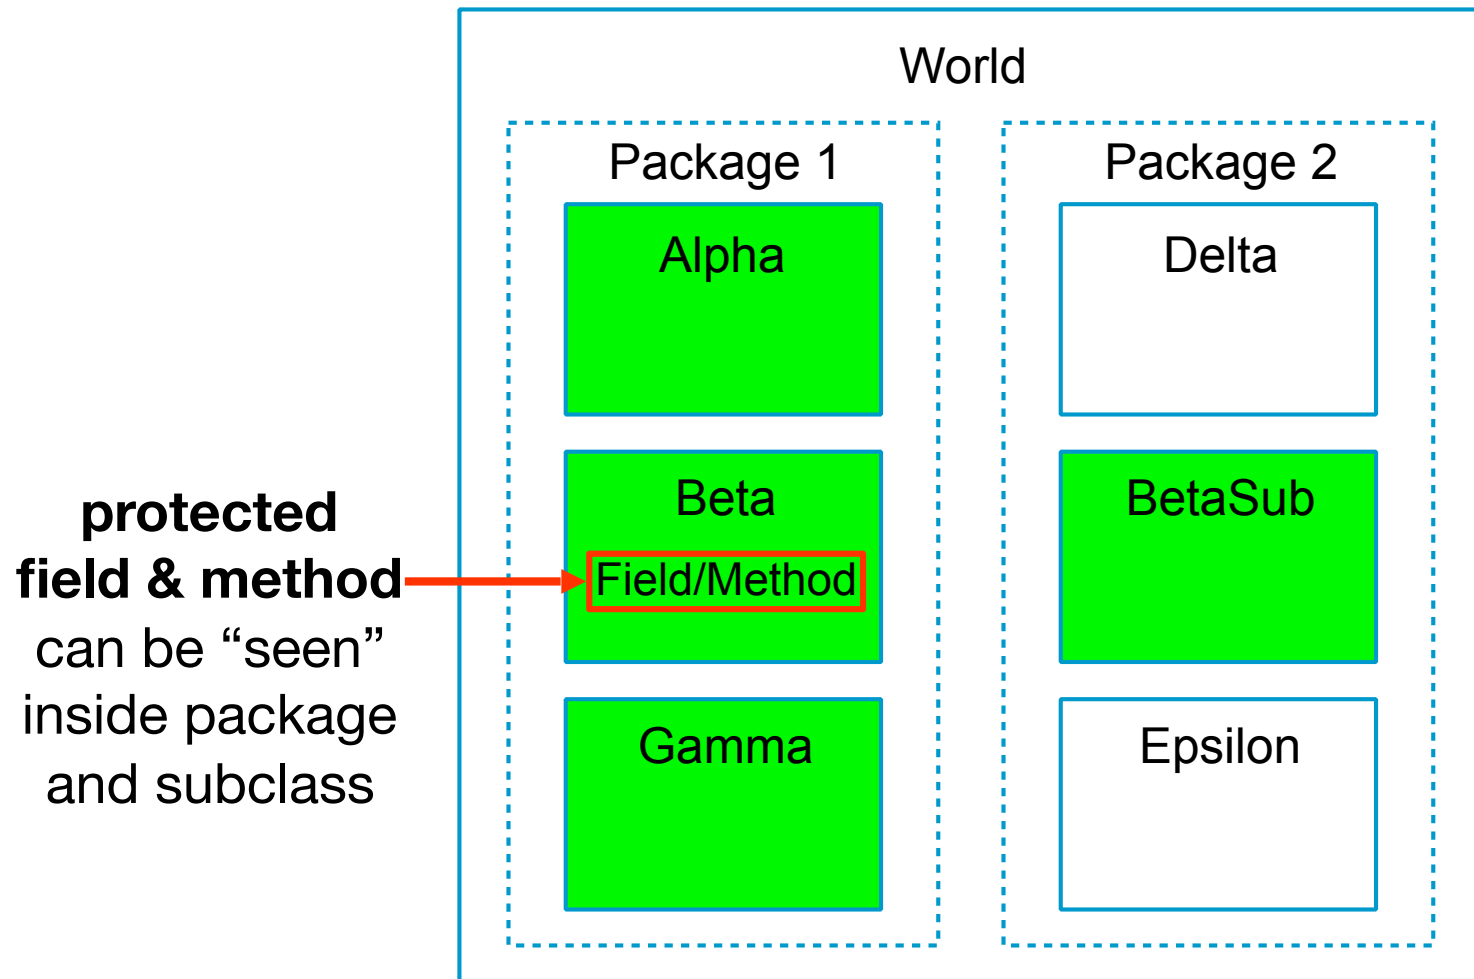 World
Package 1
Package 2
Alpha
Delta
Beta
BetaSub
Field/Method
Gamma
Epsilon
protected
field & method
can be “seen”
inside package
and subclass